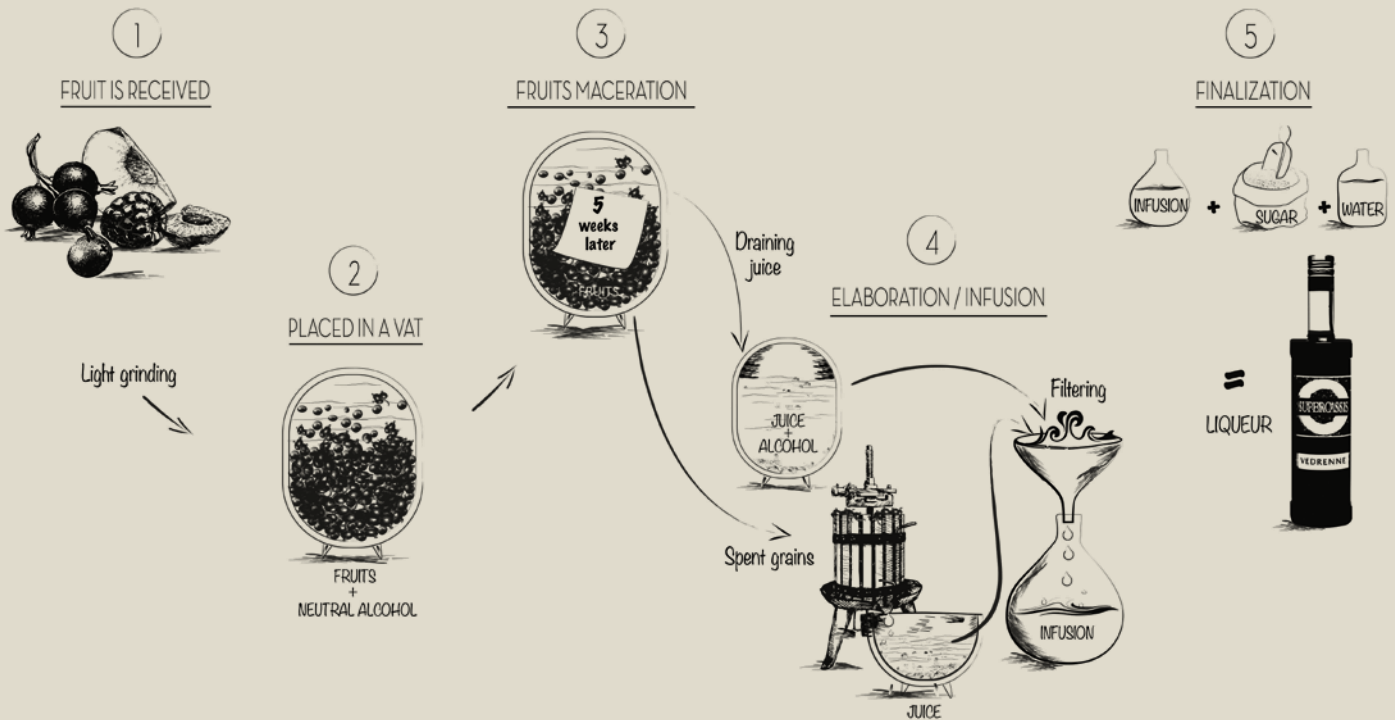 1
FRUIT IS RECEIVED
Light grinding
2
PLACED IN A VAT
FRUITS
+
NEUTRAL ALCOHOL
3
FRUITS MACERATION
5
weeks
later
FRUITS
Draining
juice
Spent grains
4
ELABORATION / INFUSION
JUICE
+
ALCOHOL
Filtering
JUICE
INFUSION
5
FINALIZATION
INFUSION
+
SUGAR
+
WATER
=
LIQUEUR
SUPERCASSIS
VEDRENNE